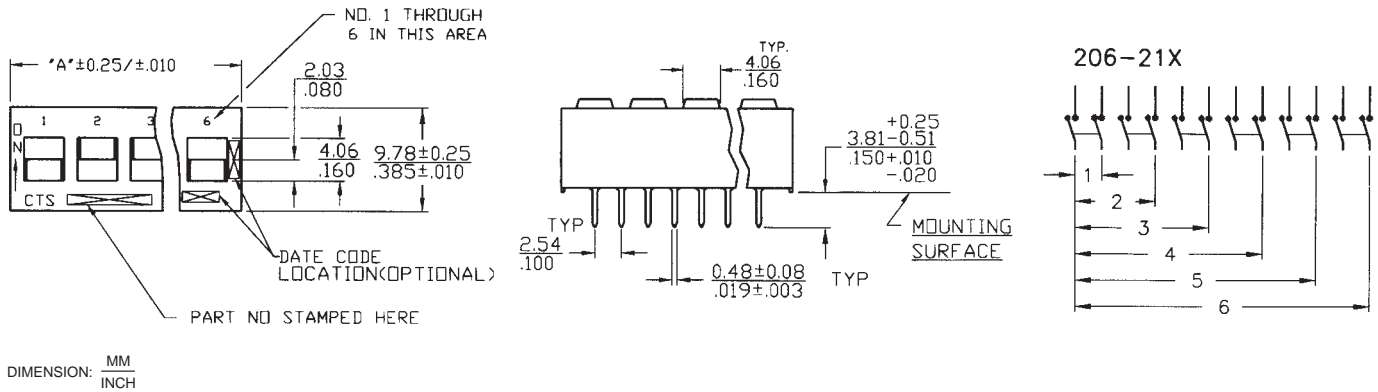 NO. 1 THROUGH
6 IN THIS AREA
"A"±0.25/±.010
2.03
.080
1 2 3 6
ON
4.06
.160
9.78±0.25
.385±.010
CTS
DATE CODE
LOCATION(OPTIONAL)
PART NO STAMPED HERE
DIMENSION: MM
INCH
TYP.
4.06
.160
+0.25
3.81-0.51
.150+.010
-.020
MOUNTING
SURFACE
TYP
2.54
.100
0.48±0.08
.019±.003
TYP
206-21X
1
2
3
4
5
6